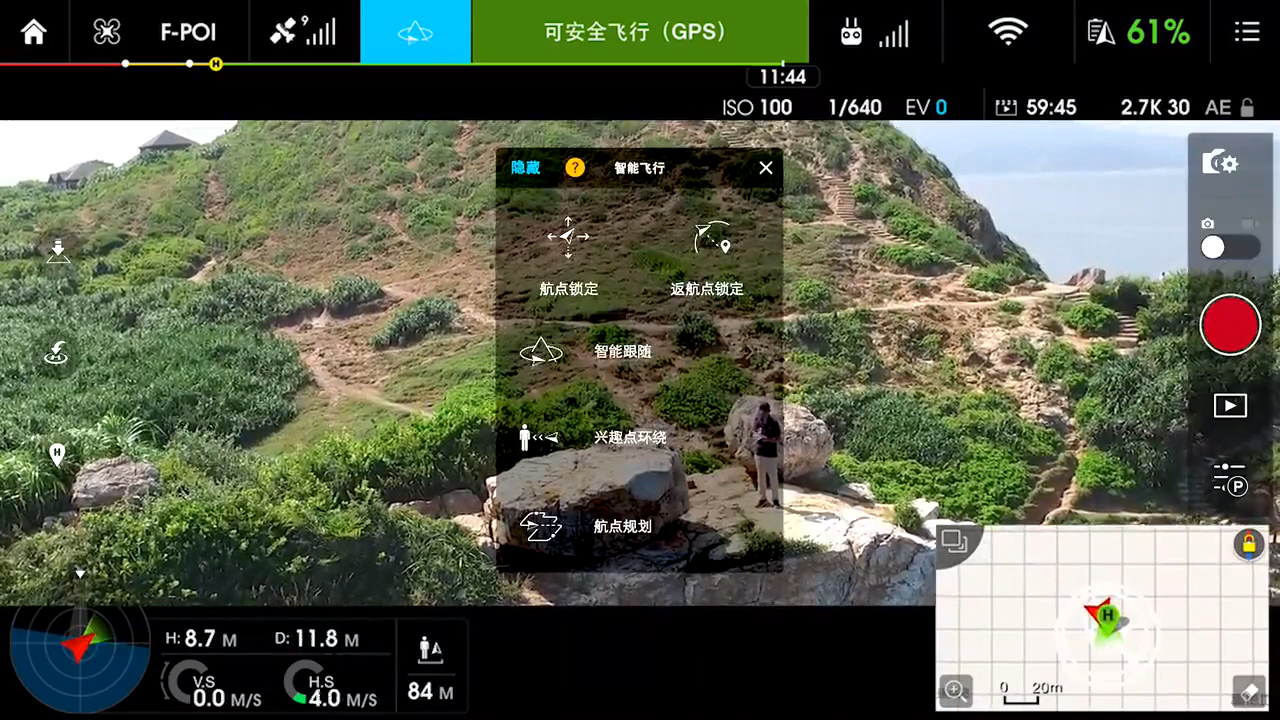 F-POI
9
可安全飞行（GPS）
61%
H
11:44
ISO 100
1/640
EV 0
59:45
2.7K 30
AE
隐藏
?
智能飞行
航点锁定
返航点锁定
智能跟随
兴趣点环绕
航点规划
H
P
H: 8.7 M
D: 11.8 M
V.S
0.0 M/S
H.S
4.0 M/S
84 M
H
0 20m